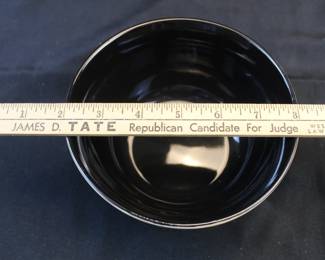 1 2 3 4 5 6 7 8
JAMES D. TATE Republican Candidate For Judge